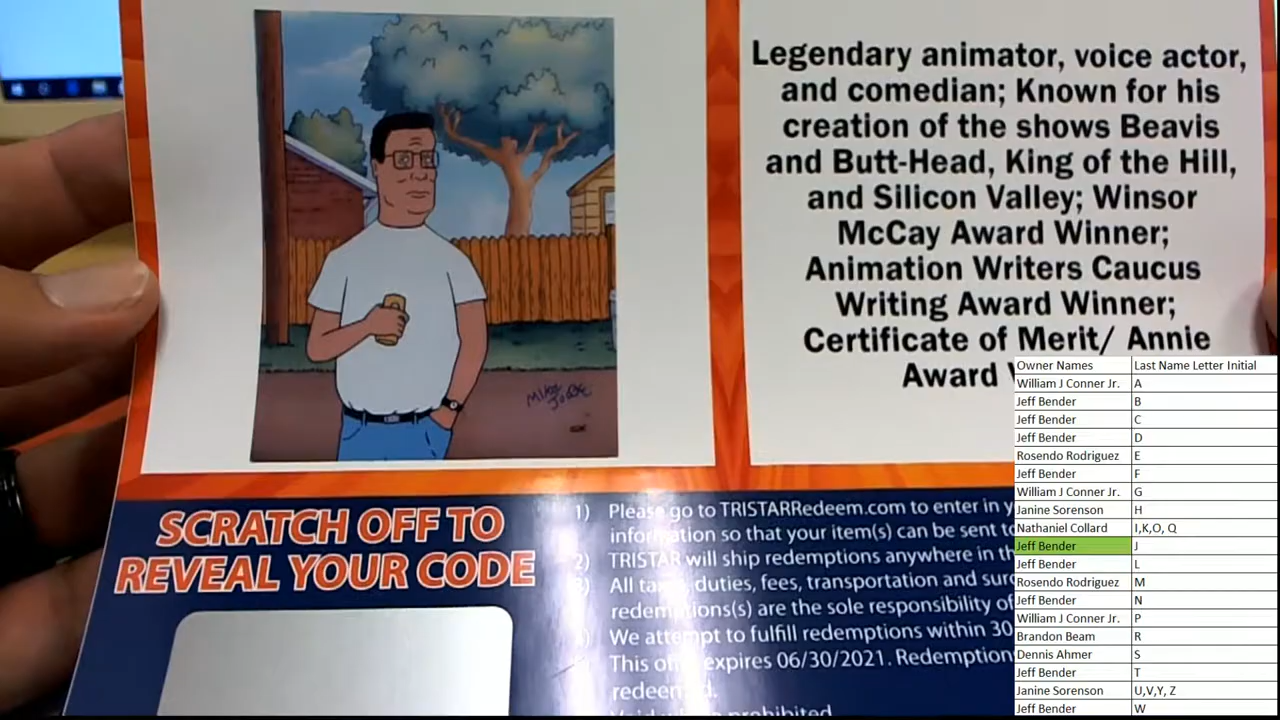 Legendary animator, voice actor,
and comedian; Known for his
creation of the shows Beavis
and Butt-Head, King of the Hill,
and Silicon Valley; Winsor
McCay Award Winner;
Animation Writers Caucus
Writing Award Winner;
Certificate of Merit/ Annie
Award
Mike
Judge
SCRATCH OFF TO
REVEAL YOUR CODE
1) Please go to TRISTARRedeem.com to enter in
information so that your item(s) can be sent
2) TRISTAR will ship redemptions anywhere in
3) All duties, fees, transportation and
are the sole responsibility of
We attempt to fulfill redemptions within 30
This expires 06/30/2021.
prohibited
Owner Names Last Name Letter Initial
William J Conner Jr. A
Jeff Bender B
Jeff Bender C
Jeff Bender D
Rosendo Rodriguez E
Jeff Bender F
William J Conner Jr. G
Janine Sorenson H
Nathaniel Collard I,K,O, Q
Jeff Bender J
Jeff Bender L
Rosendo Rodriguez M
Jeff Bender N
William J Conner Jr. P
Brandon Beam R
Dennis Ahmer S
Jeff Bender T
Janine Sorenson U,V,Y, Z
Jeff Bender W